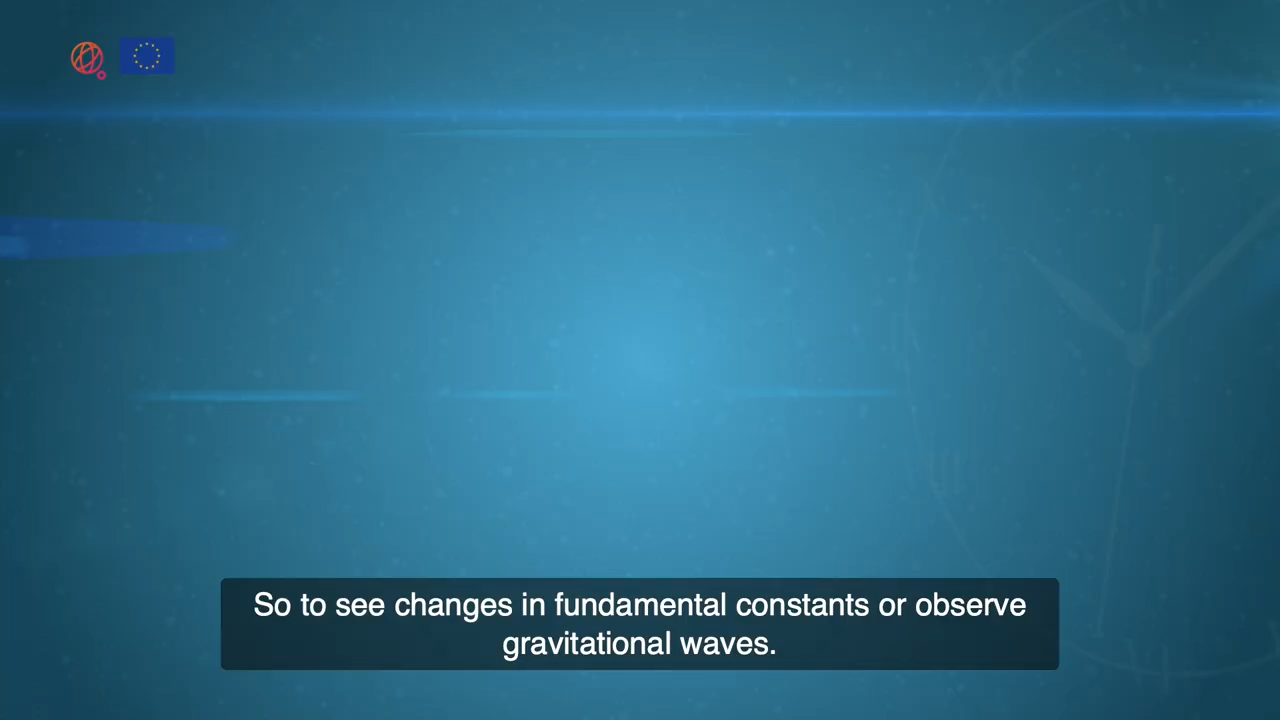 So to see changes in fundamental constants or observe
gravitational waves.